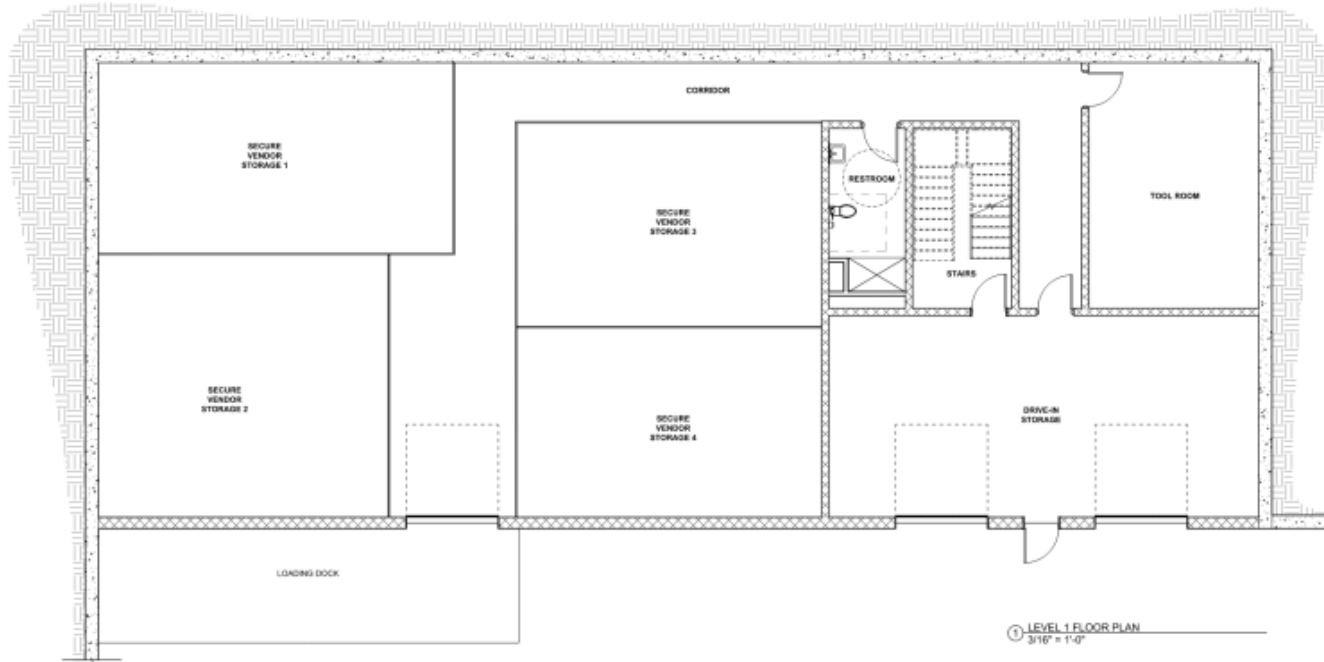 CORRIDOR
SECURE
VENDOR
STORAGE 1
RESTROOM
TOOL ROOM
SECURE
VENDOR
STORAGE 3
STAIRS
SECURE
VENDOR
STORAGE 2
SECURE
VENDOR
STORAGE 4
DRIVE-IN
STORAGE
LOADING DOCK
1 LEVEL 1 FLOOR PLAN
3/16" = 1'-0"